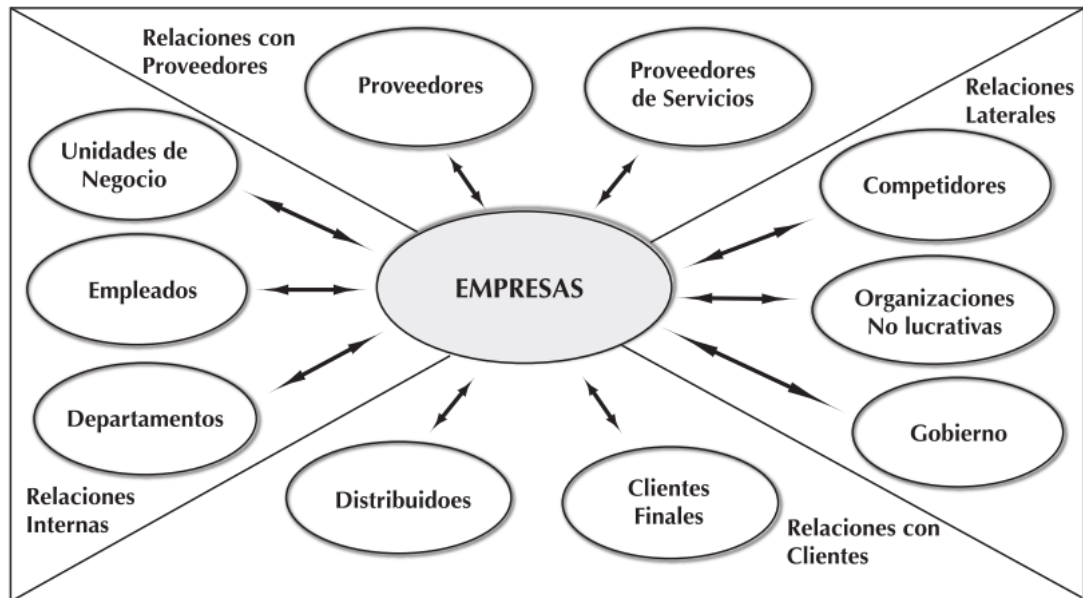 Relaciones con
Proveedores
Proveedores
Proveedores
de Servicios
Relaciones
Laterales
Unidades de
Negocio
Competidores
EMPRESAS
Empleados
Organizaciones
No lucrativas
Departamentos
Gobierno
Relaciones
Internas
Distribuidoes
Clientes
Finales
Relaciones con
Clientes